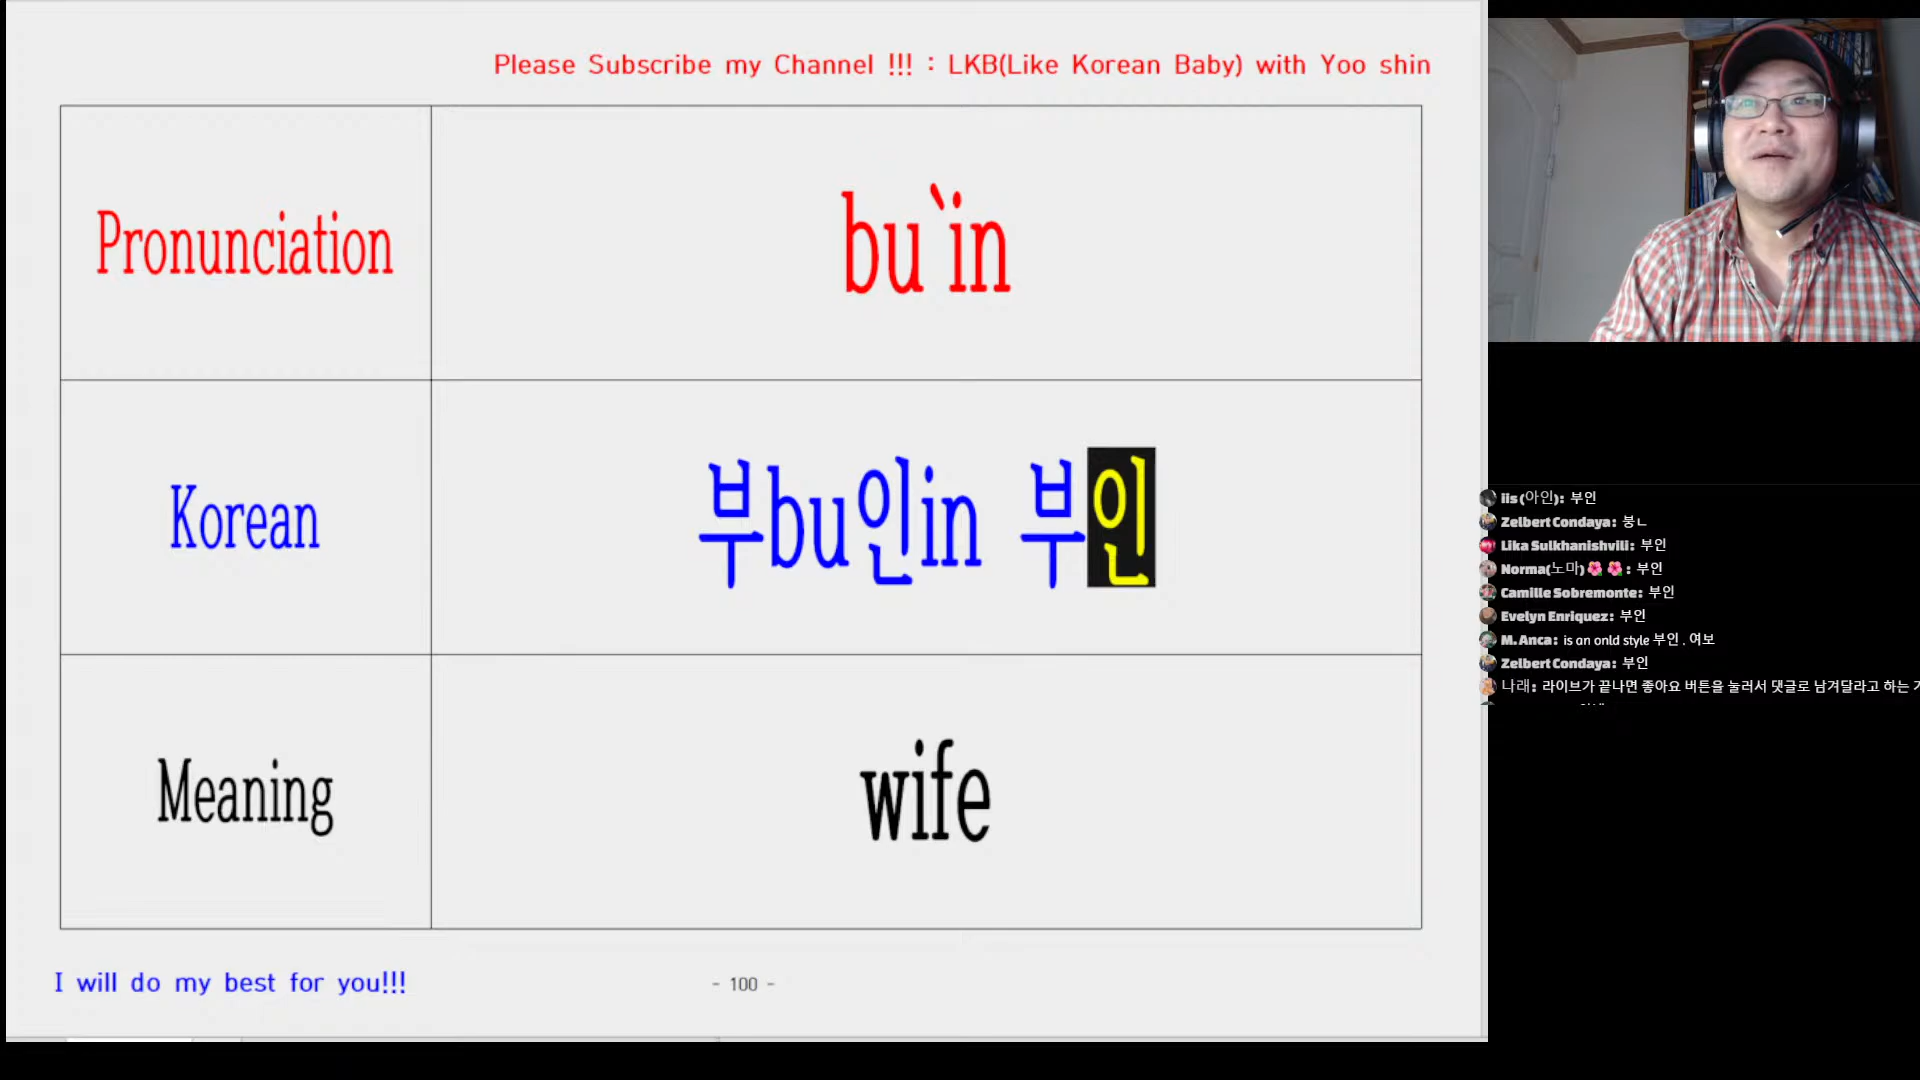 Please Subscribe my Channel !!! : LKB(Like Korean Baby) with Yoo shin
Pronunciation
bu`in
Korean
부bu인in 부인
Meaning
wife
I will do my best for you!!!
- 100 -
iis (아인): 부인
Zelbert Condaya: 붕ㄴ
Lika Sulkhanishvili: 부인
Norma(노마)🌺 🌺 : 부인
Camille Sobremonte: 부인
Evelyn Enriquez: 부인
M. Anca: is an onld style 부인 . 여보
Zelbert Condaya: 부인
나래: 라이브가 끝나면 좋아요 버튼을 눌러서 댓글로 남겨달라고 하는